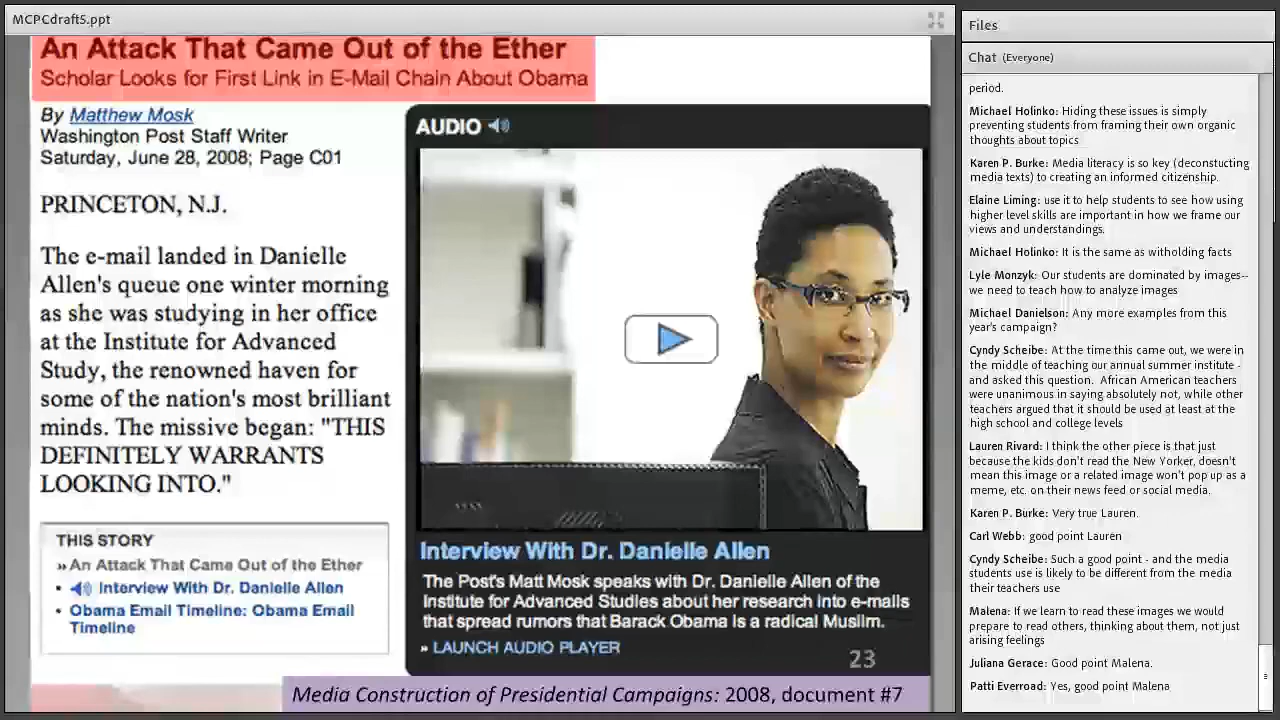 MCPCdraft5.ppt
An Attack That Came Out of the Ether
Scholar Looks for First Link in E-Mail Chain About Obama
By Matthew Mosk
Washington Post Staff Writer
Saturday, June 28, 2008; Page C01
PRINCETON, N.J.
The e-mail landed in Danielle
Allen's queue one winter morning
as she was studying in her office
at the Institute for Advanced
Study, the renowned haven for
some of the nation's most brilliant
minds. The missive began: "THIS
DEFINITELY WARRANTS
LOOKING INTO."
THIS STORY
» An Attack That Came Out of the Ether
• Interview With Dr. Danielle Allen
• Obama Email Timeline: Obama Email
Timeline
AUDIO
Interview With Dr. Danielle Allen
The Post's Matt Mosk speaks with Dr. Danielle Allen of the
Institute for Advanced Studies about her research into e-mails
that spread rumors that Barack Obama is a radical Muslim.
» LAUNCH AUDIO PLAYER
23
Media Construction of Presidential Campaigns: 2008, document #7
Files
Chat (Everyone)
period.
Michael Holinko: Hiding these issues is simply
preventing students from framing their own organic
thoughts about topics
Karen P. Burke: Media literacy is so key (deconstucting
media texts) to creating an informed citizenship.
Elaine Liming: use it to help students to see how using
higher level skills are important in how we frame our
views and understandings.
Michael Holinko: It is the same as witholding facts
Lyle Monzyk: Our students are dominated by images--
we need to teach how to analyze images
Michael Danielson: Any more examples from this
year's campaign?
Cyndy Scheibe: At the time this came out, we were in
the middle of teaching our annual summer institute -
and asked this question. African American teachers
were unanimous in saying absolutely not, while other
teachers argued that it should be used at least at the
high school and college levels
Lauren Rivard: I think the other piece is that just
because the kids don't read the New Yorker, doesn't
mean this image or a related image won't pop up as a
meme, etc. on their news feed or social media.
Karen P. Burke: Very true Lauren.
Carl Webb: good point Lauren
Cyndy Scheibe: Such a good point - and the media
students use is likely to be different from the media
their teachers use
Malena: If we learn to read these images we would
prepare to read others, thinking about them, not just
arising feelings
Juliana Gerace: Good point Malena.
Patti Everroad: Yes, good point Malena